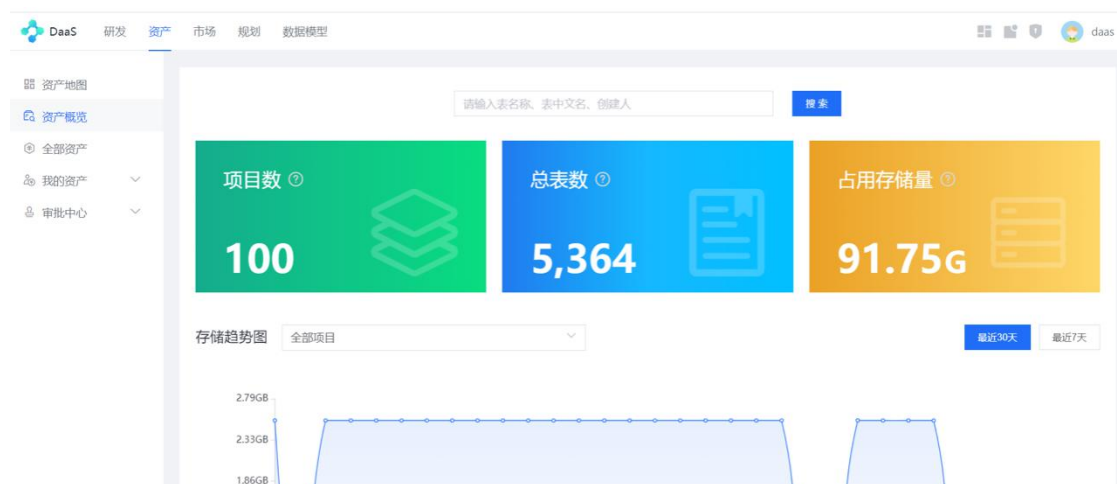 DaaS 研发 资产 市场 规划 数据模型 daas
资产地图
资产概览
全部资产
我的资产
审批中心
请输入表名称、表中文名、创建人 搜索
项目数
100
总表数
5,364
占用存储量
91.75G
存储趋势图 全部项目 最近30天 最近7天
2.79GB
2.33GB
1.86GB